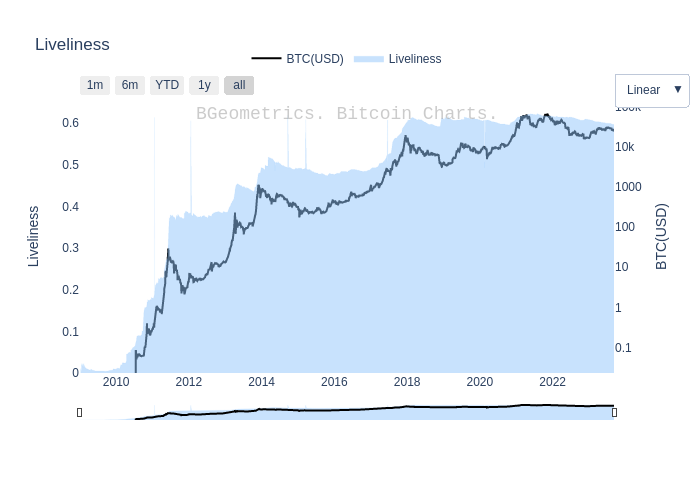 Liveliness
BTC(USD) Liveliness
1m 6m YTD 1y all
Linear ▼
BGeometrics. Bitcoin Charts.
100k
0.6
10k
0.5
1000
0.4
100
0.3
10
0.2
1
0.1
0.1
0
Liveliness
BTC(USD)
2010 2012 2014 2016 2018 2020 2022